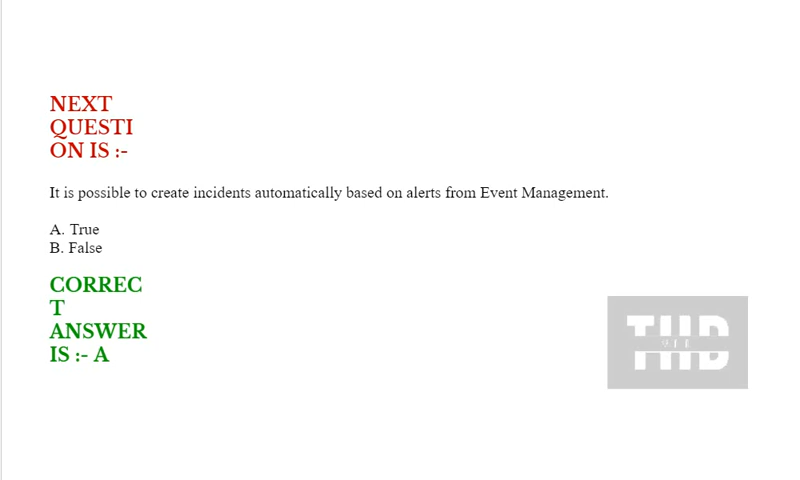 NEXT
QUESTI
ON IS :-
It is possible to create incidents automatically based on alerts from Event Management.
A. True
B. False
CORREC
T
ANSWER
IS :- A
THD